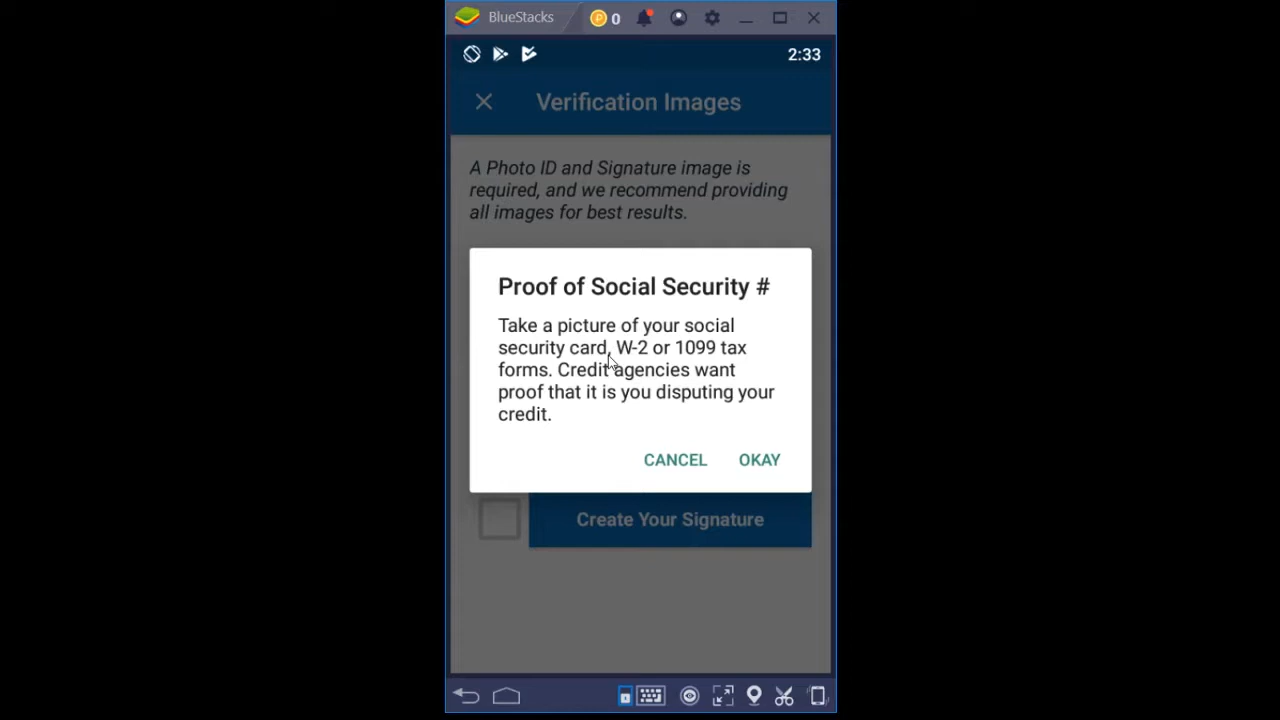 BlueStacks
0
2:33
Verification Images
A Photo ID and Signature image is
required, and we recommend providing
all images for best results.
Proof of Social Security #
Take a picture of your social
security card, W-2 or 1099 tax
forms. Credit agencies want
proof that it is you disputing your
credit.
CANCEL OKAY
Create Your Signature